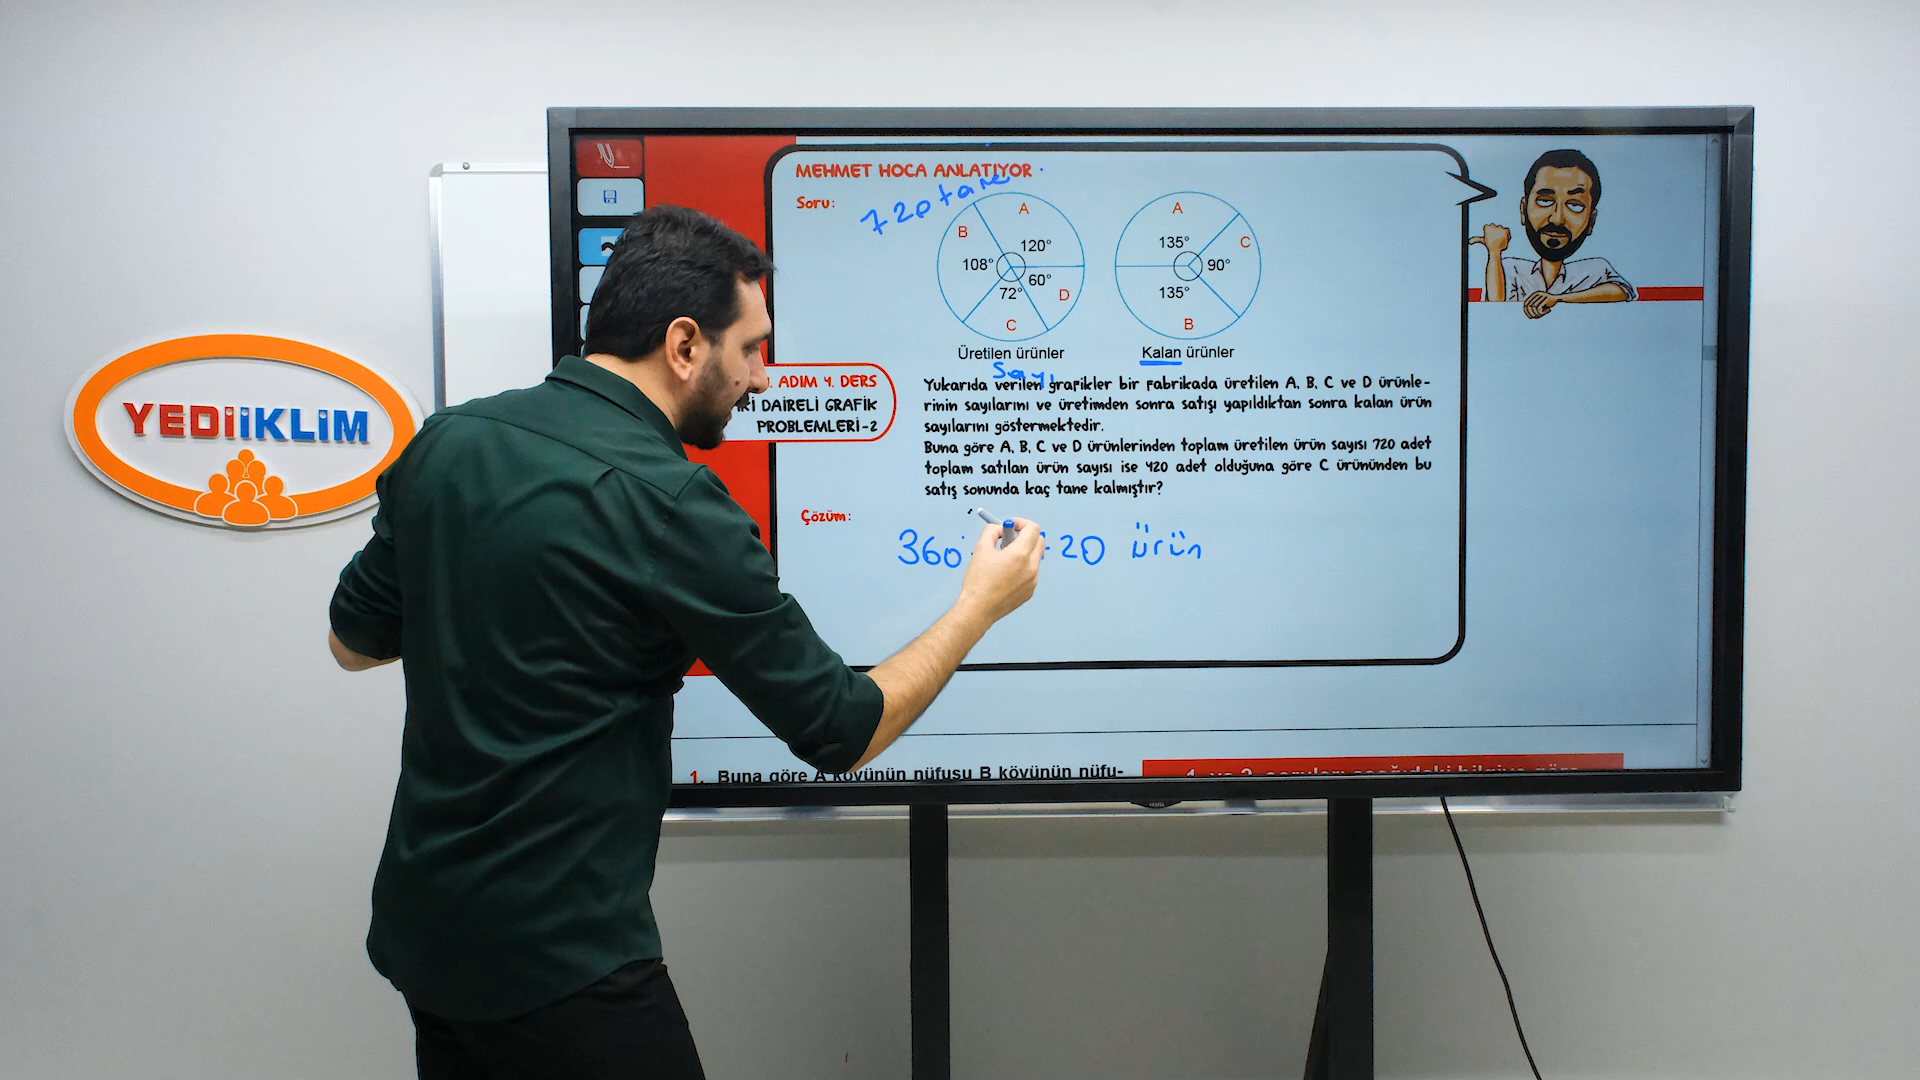 YEDiiKLiM
MEHMET HOCA ANLATIYOR
Soru:
720 tane
A
B
120°
108°
60°
72°
D
C
Üretilen ürünler
Sayı
A
C
135°
90°
135°
B
Kalan ürünler
. ADIM 4. DERS
Kİ DAİRELİ GRAFİK
PROBLEMLERİ-2
Yukarıda verilen grafikler bir fabrikada üretilen A, B, C ve D ürünle-
rinin sayılarını ve üretimden sonra satışı yapıldıktan sonra kalan ürün
sayılarını göstermektedir.
Buna göre A, B, C ve D ürünlerinden toplam üretilen ürün sayısı 720 adet
toplam satılan ürün sayısı ise 420 adet olduğuna göre C ürününden bu
satış sonunda kaç tane kalmıştır?
Çözüm:
360° 20 ürün
1. Buna göre A köyünün nüfusu B köyünün nüfu-